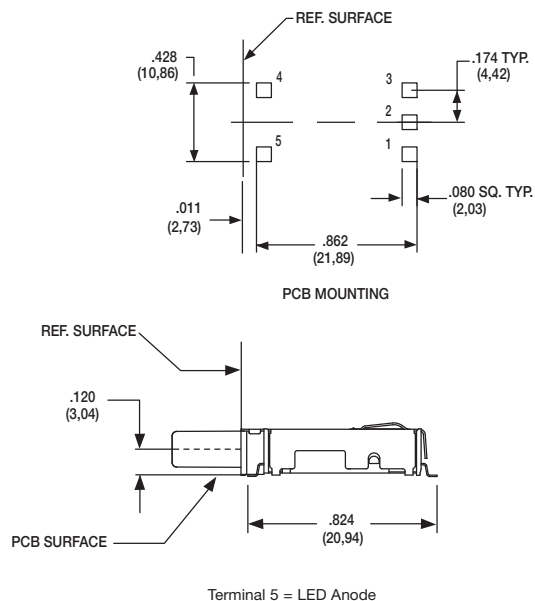 REF. SURFACE
.428
(10,86)
.174 TYP.
(4,42)
4
3
2
5
1
.080 SQ. TYP.
(2,03)
.011
(2,73)
.862
(21,89)
PCB MOUNTING
REF. SURFACE
.120
(3,04)
.824
(20,94)
PCB SURFACE
Terminal 5 = LED Anode